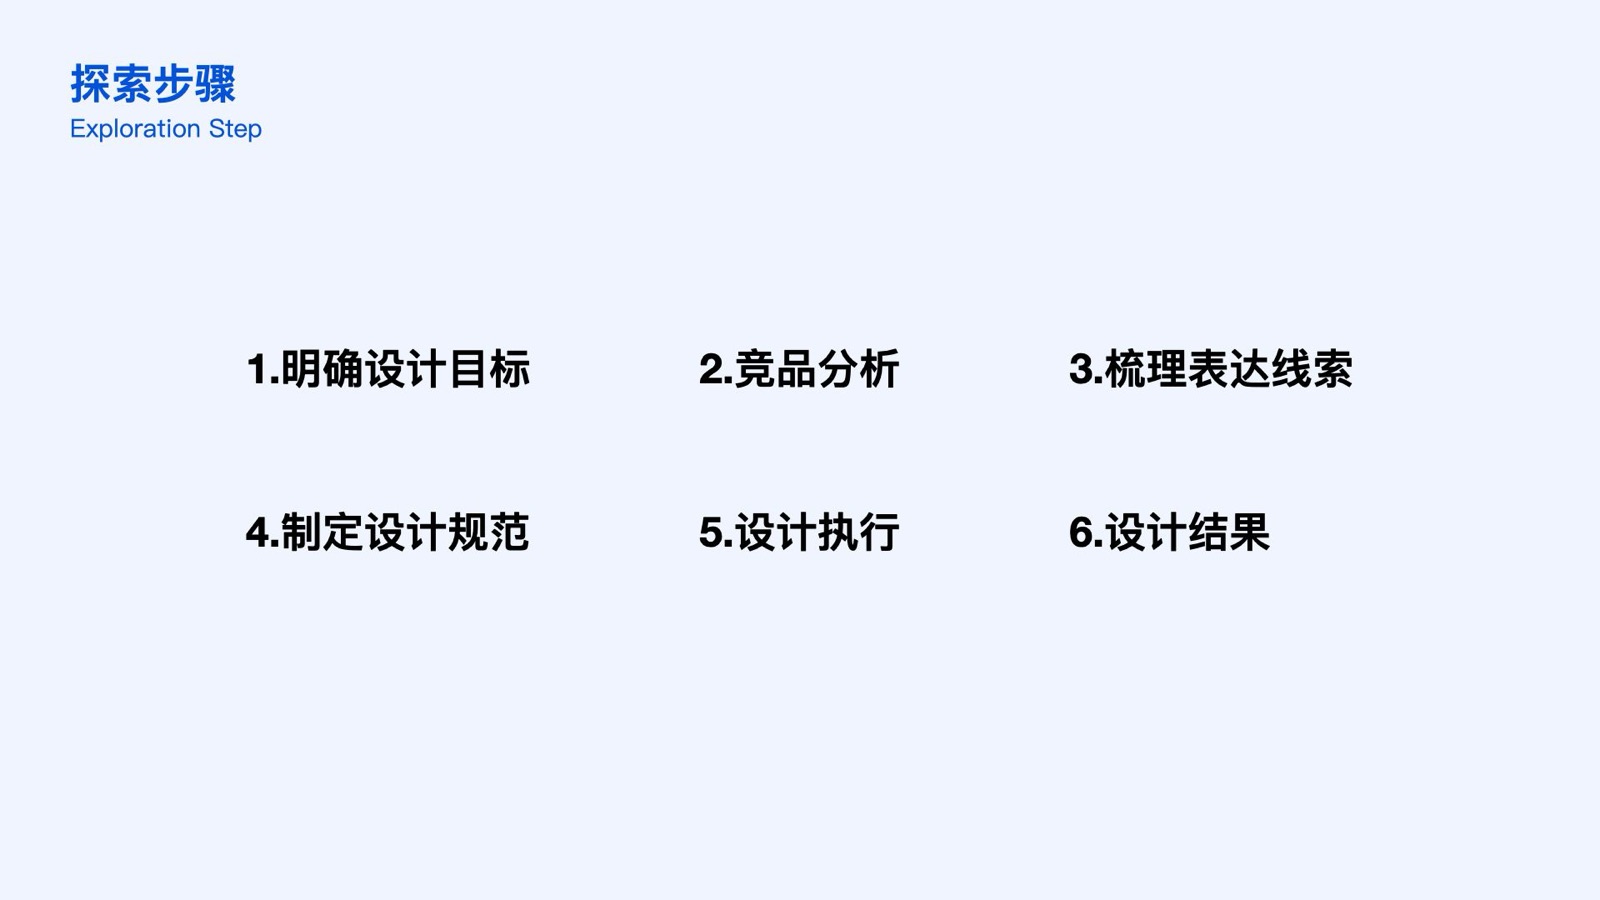 探索步骤
Exploration Step
1.明确设计目标
2.竞品分析
3.梳理表达线索
4.制定设计规范
5.设计执行
6.设计结果